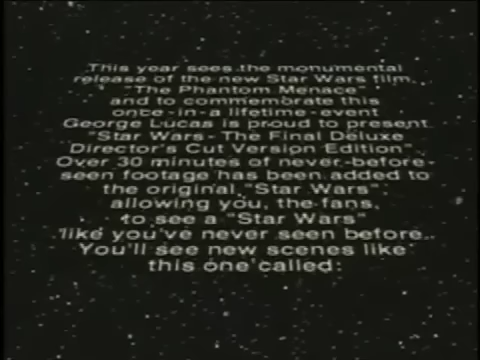 This year sees the monumental
release of the new Star Wars film,
"The Phantom Menace"
and to commemorate this
once-in-a lifetime-event
George Lucas is proud to present
"Star Wars- The Final Deluxe
Director's Cut Version Edition"
Over 30 minutes of never-before-
seen footage has been added to
the original "Star Wars"
allowing you, the fans,
to see a "Star Wars"
like you've never seen before.
You'll see new scenes like
this one called: